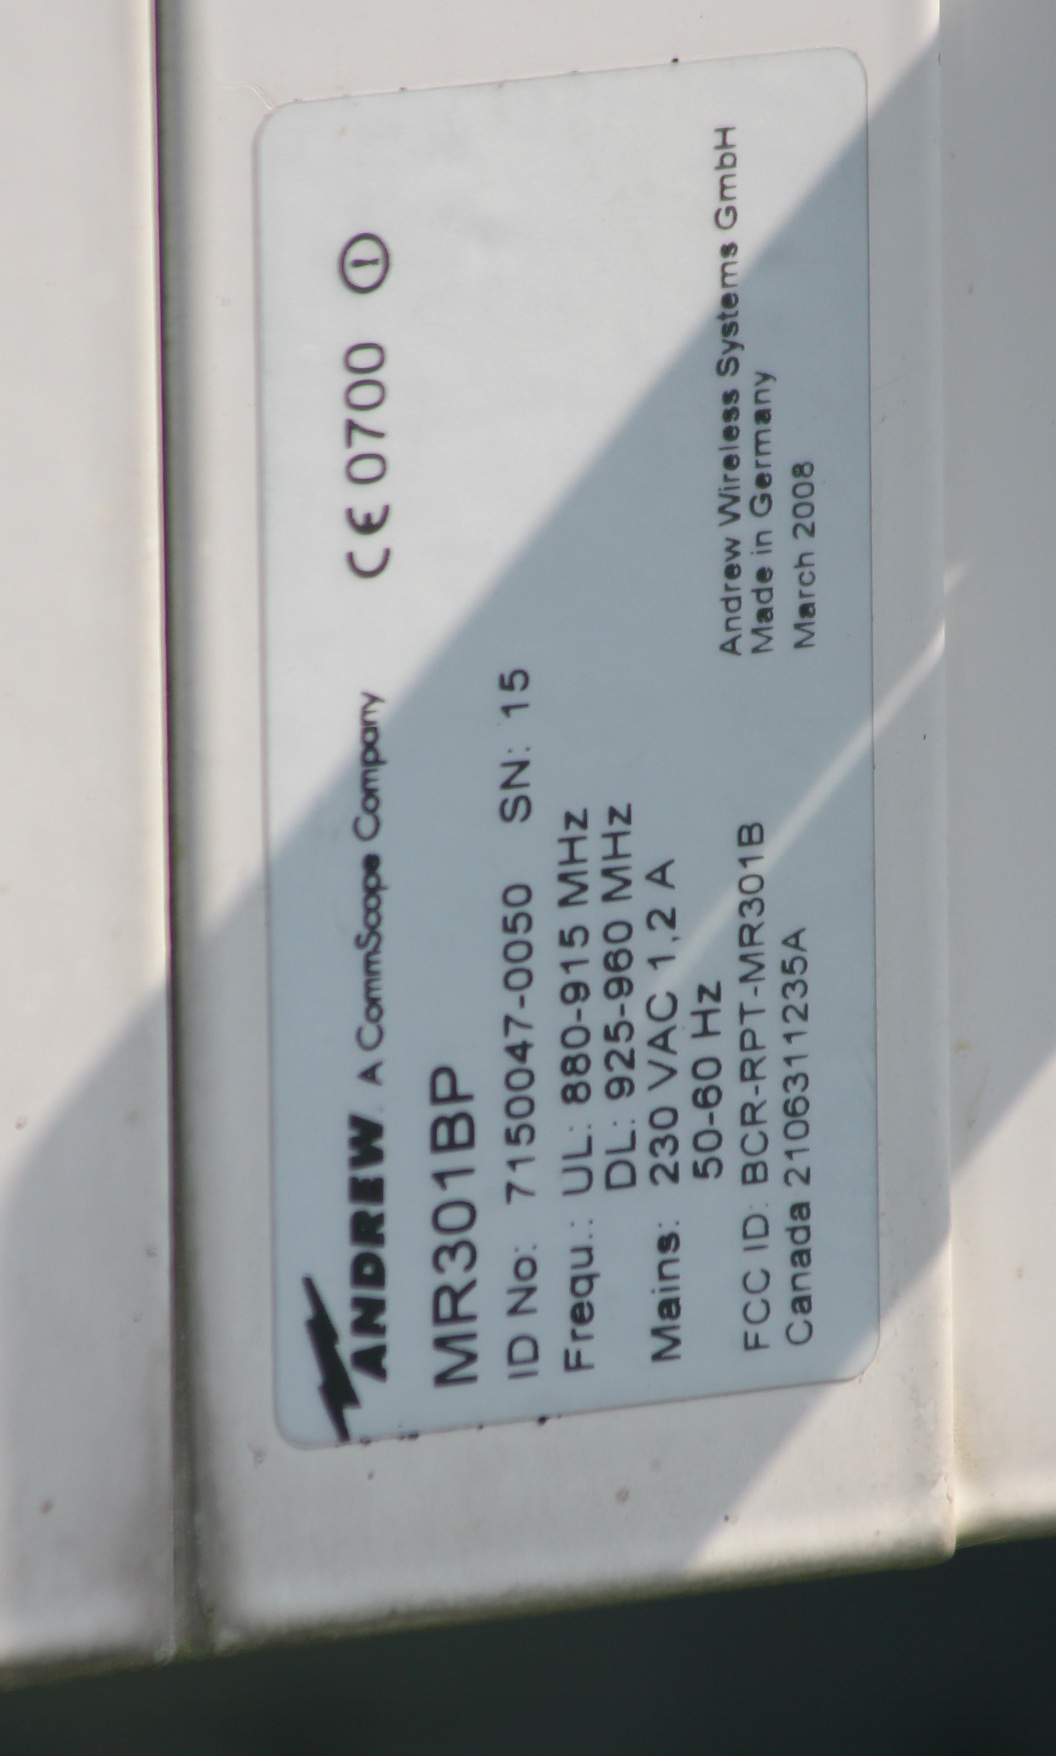 ANDREW. A CommScope Company CE 0700
MR301BP
ID No: 7150047-0050 SN: 15
Frequ.: UL: 880-915 MHz
DL: 925-960 MHz
Mains: 230 VAC 1,2 A
50-60 Hz
FCC ID: BCR-RPT-MR301B
Canada 2106311235A
Andrew Wireless Systems GmbH
Made in Germany
March 2008